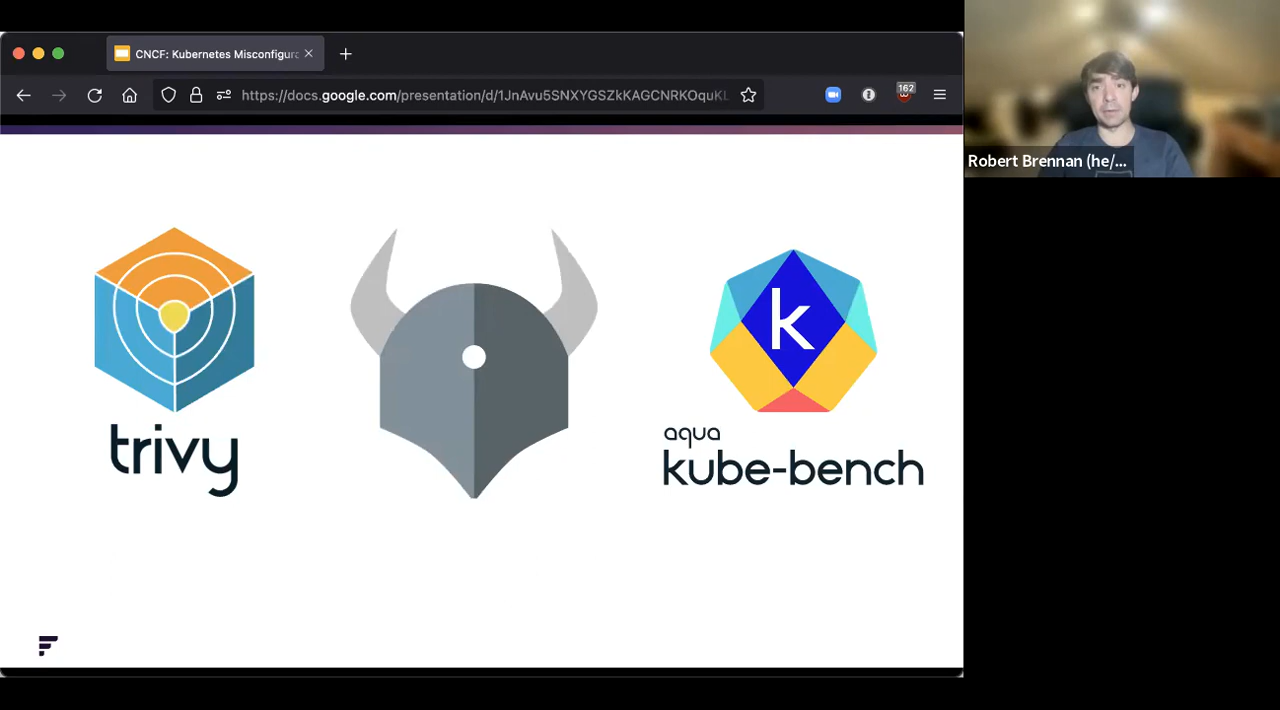 CNCF: Kubernetes Misconfigura
https://docs.google.com/presentation/d/1JnAvu5SNXYGSZkKAGCNRKOquKL
162
Robert Brennan (he/...
k
trivy
aqua
kube-bench